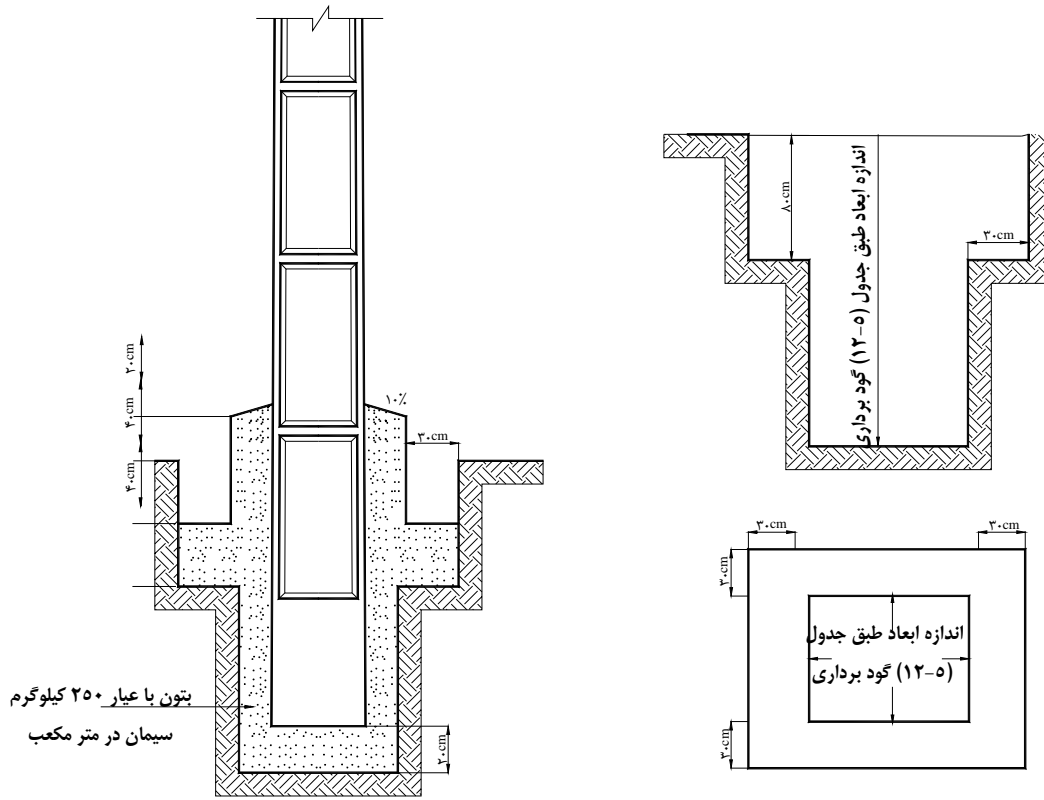 ۲۰cm
۴۰cm
۴۰cm
۱۰٪
۳۰cm
۲۰cm
بتون با عیار ۲۵۰ کیلوگرم
سیمان در متر مکعب
۸۰cm
اندازه ابعاد طبق جدول (۵-۱۲) گود برداری
۳۰cm
۳۰cm
۳۰cm
۳۰cm
اندازه ابعاد طبق جدول
(۵-۱۲) گود برداری
۳۰cm